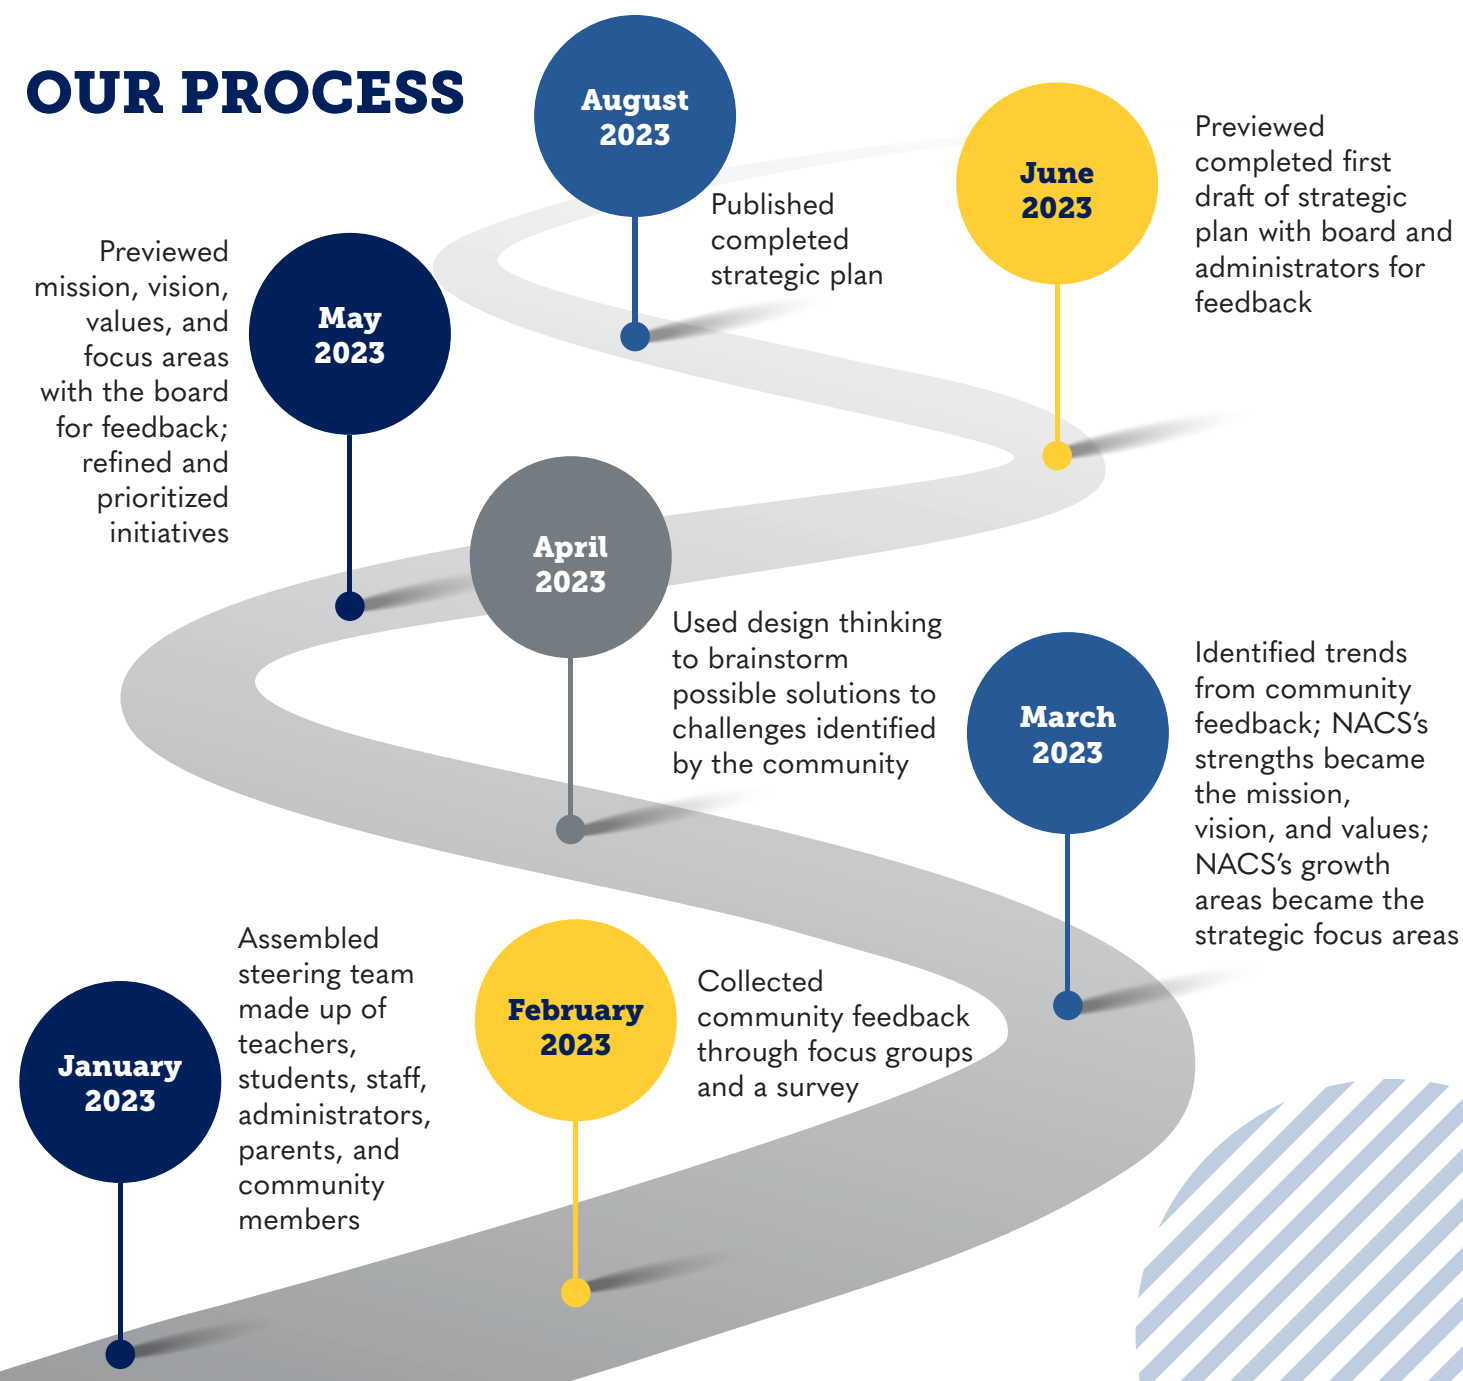 OUR PROCESS
August
2023
Published
completed
strategic plan
June
2023
Previewed
completed first
draft of strategic
plan with board and
administrators for
feedback
May
2023
Previewed
mission, vision,
values, and
focus areas
with the board
for feedback;
refined and
prioritized
initiatives
April
2023
Used design thinking
to brainstorm
possible solutions to
challenges identified
by the community
March
2023
Identified trends
from community
feedback; NACS’s
strengths became
the mission,
vision, and values;
NACS’s growth
areas became the
strategic focus areas
January
2023
Assembled
steering team
made up of
teachers,
students, staff,
administrators,
parents, and
community
members
February
2023
Collected
community feedback
through focus groups
and a survey